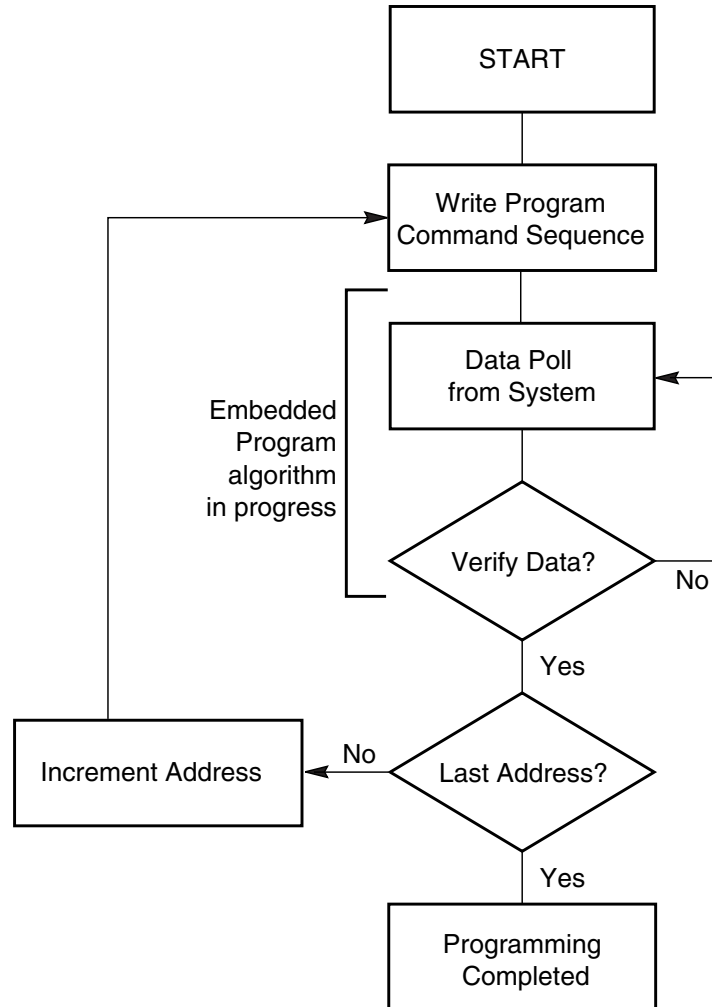 START
Write Program
Command Sequence
Data Poll
from System
Embedded
Program
algorithm
in progress
Verify Data?
No
Yes
No
Increment Address
Last Address?
Yes
Programming
Completed